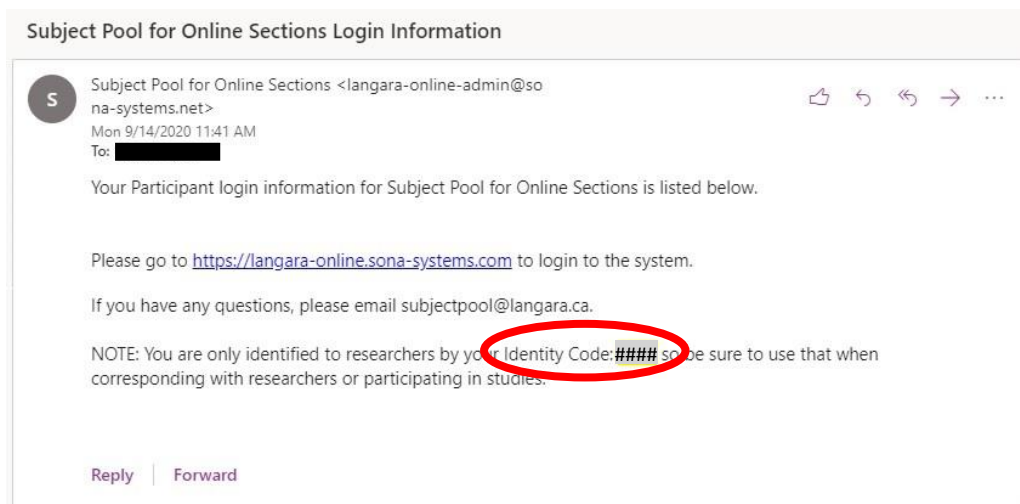 Subject Pool for Online Sections Login Information
S
Subject Pool for Online Sections <langara-online-admin@so
na-systems.net>
Mon 9/14/2020 11:41 AM
To:
Your Participant login information for Subject Pool for Online Sections is listed below.
Please go to https://langara-online.sona-systems.com to login to the system.
If you have any questions, please email subjectpool@langara.ca.
NOTE: You are only identified to researchers by your Identity Code:#### so be sure to use that when
corresponding with researchers or participating in studies.
Reply Forward